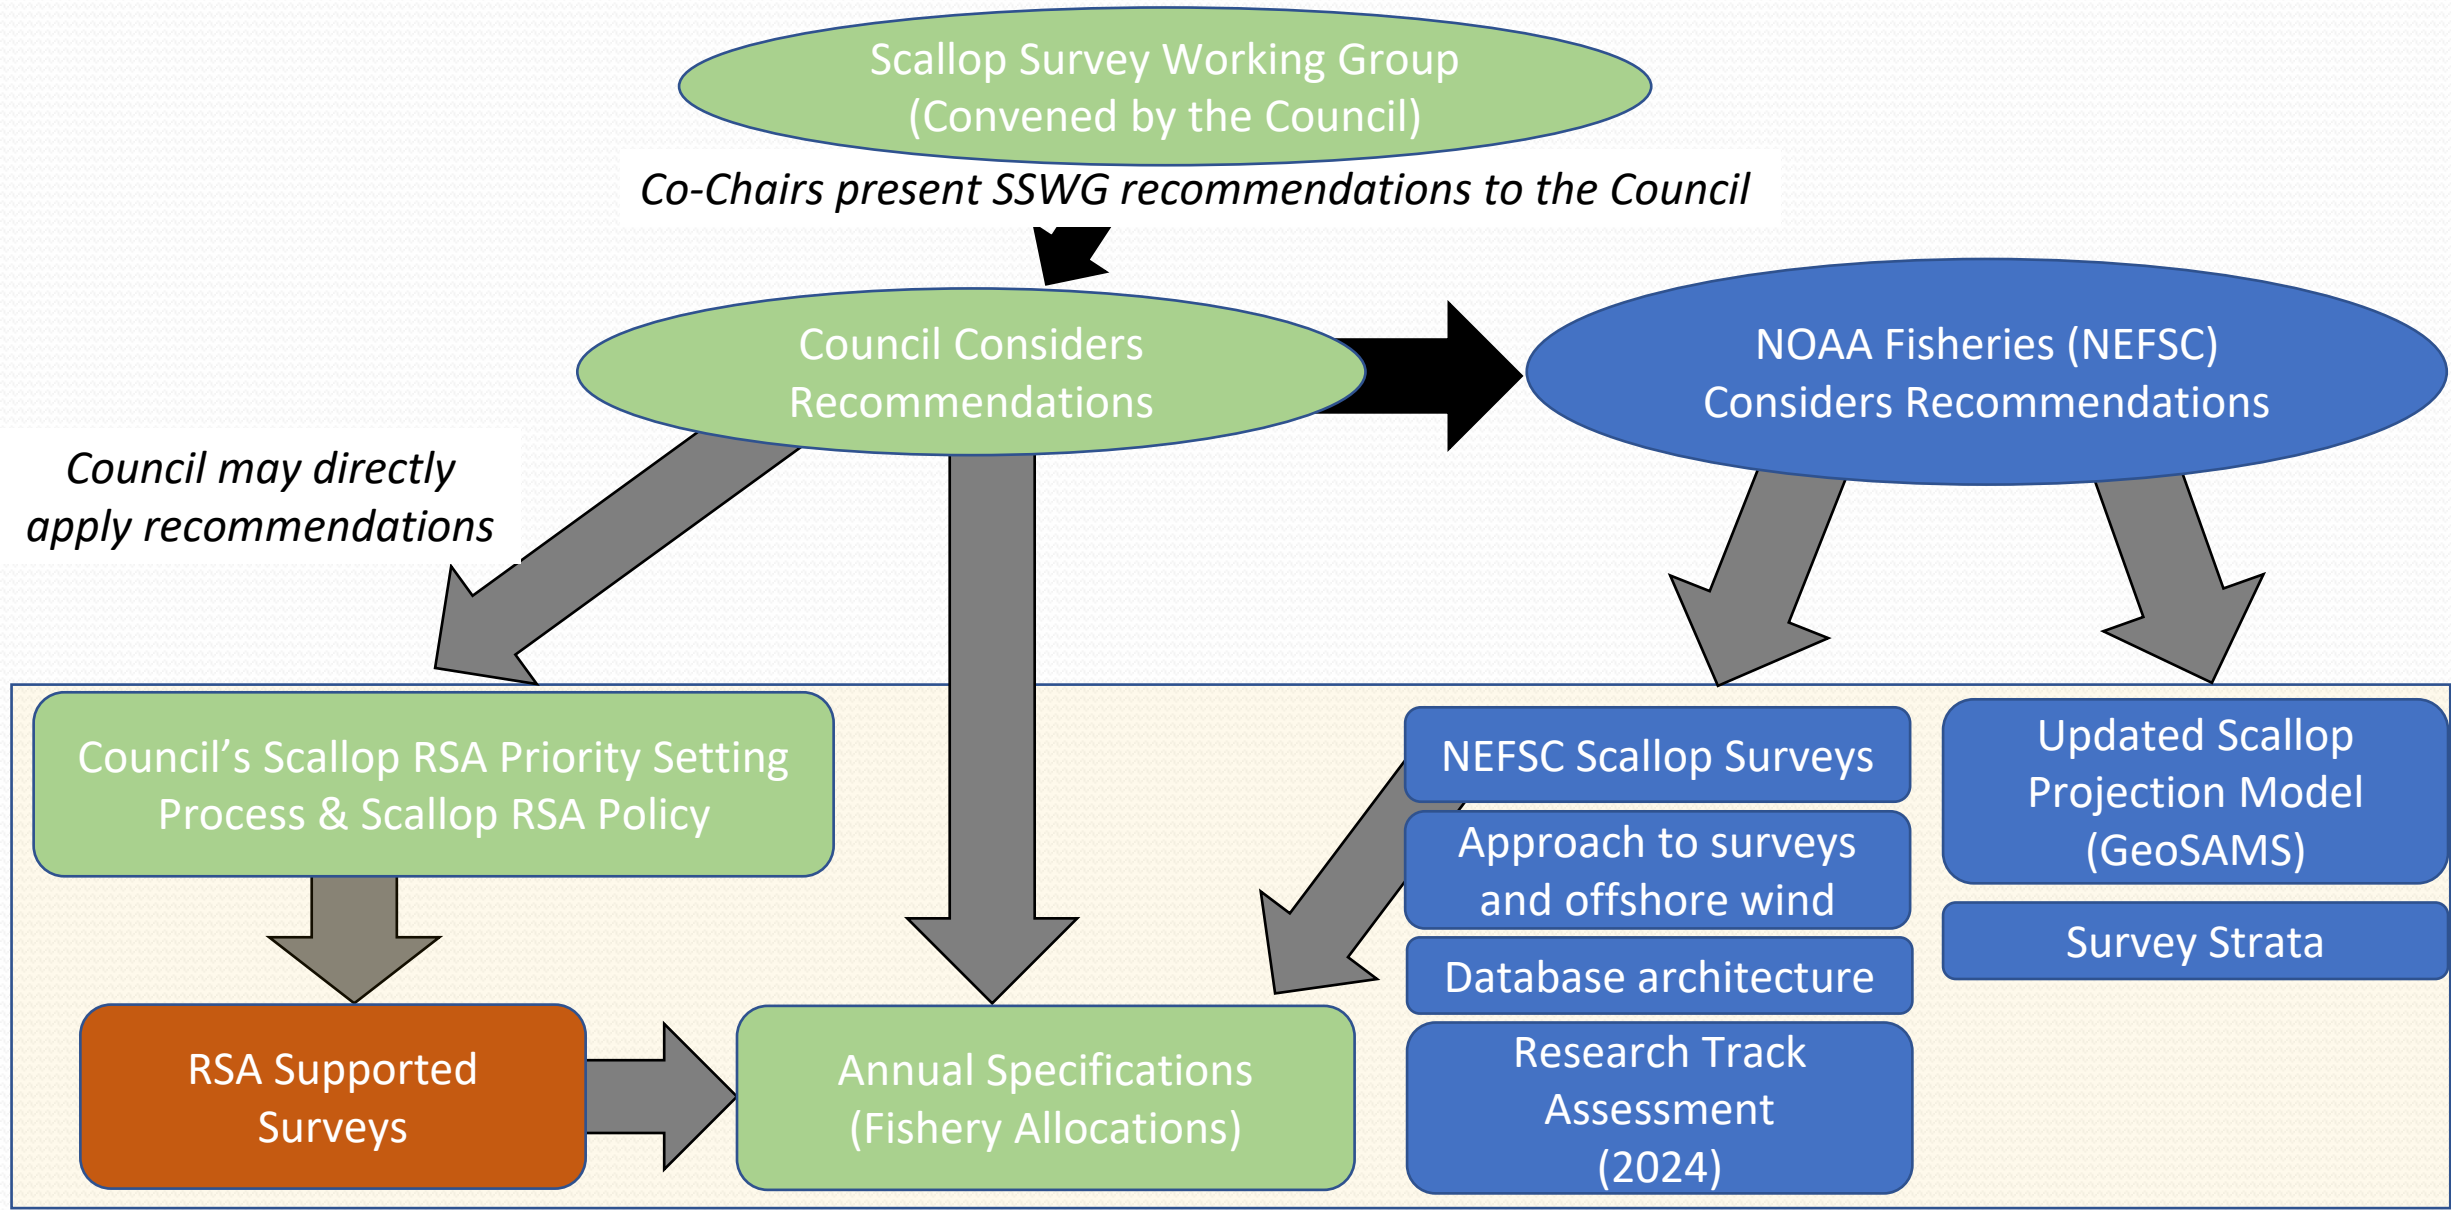 Scallop Survey Working Group
(Convened by the Council)
Co-Chairs present SSWG recommendations to the Council
Council Considers
Recommendations
NOAA Fisheries (NEFSC)
Considers Recommendations
Council may directly
apply recommendations
Council’s Scallop RSA Priority Setting
Process & Scallop RSA Policy
NEFSC Scallop Surveys
Approach to surveys
and offshore wind
Database architecture
Research Track
Assessment
(2024)
Updated Scallop
Projection Model
(GeoSAMS)
Survey Strata
RSA Supported
Surveys
Annual Specifications
(Fishery Allocations)